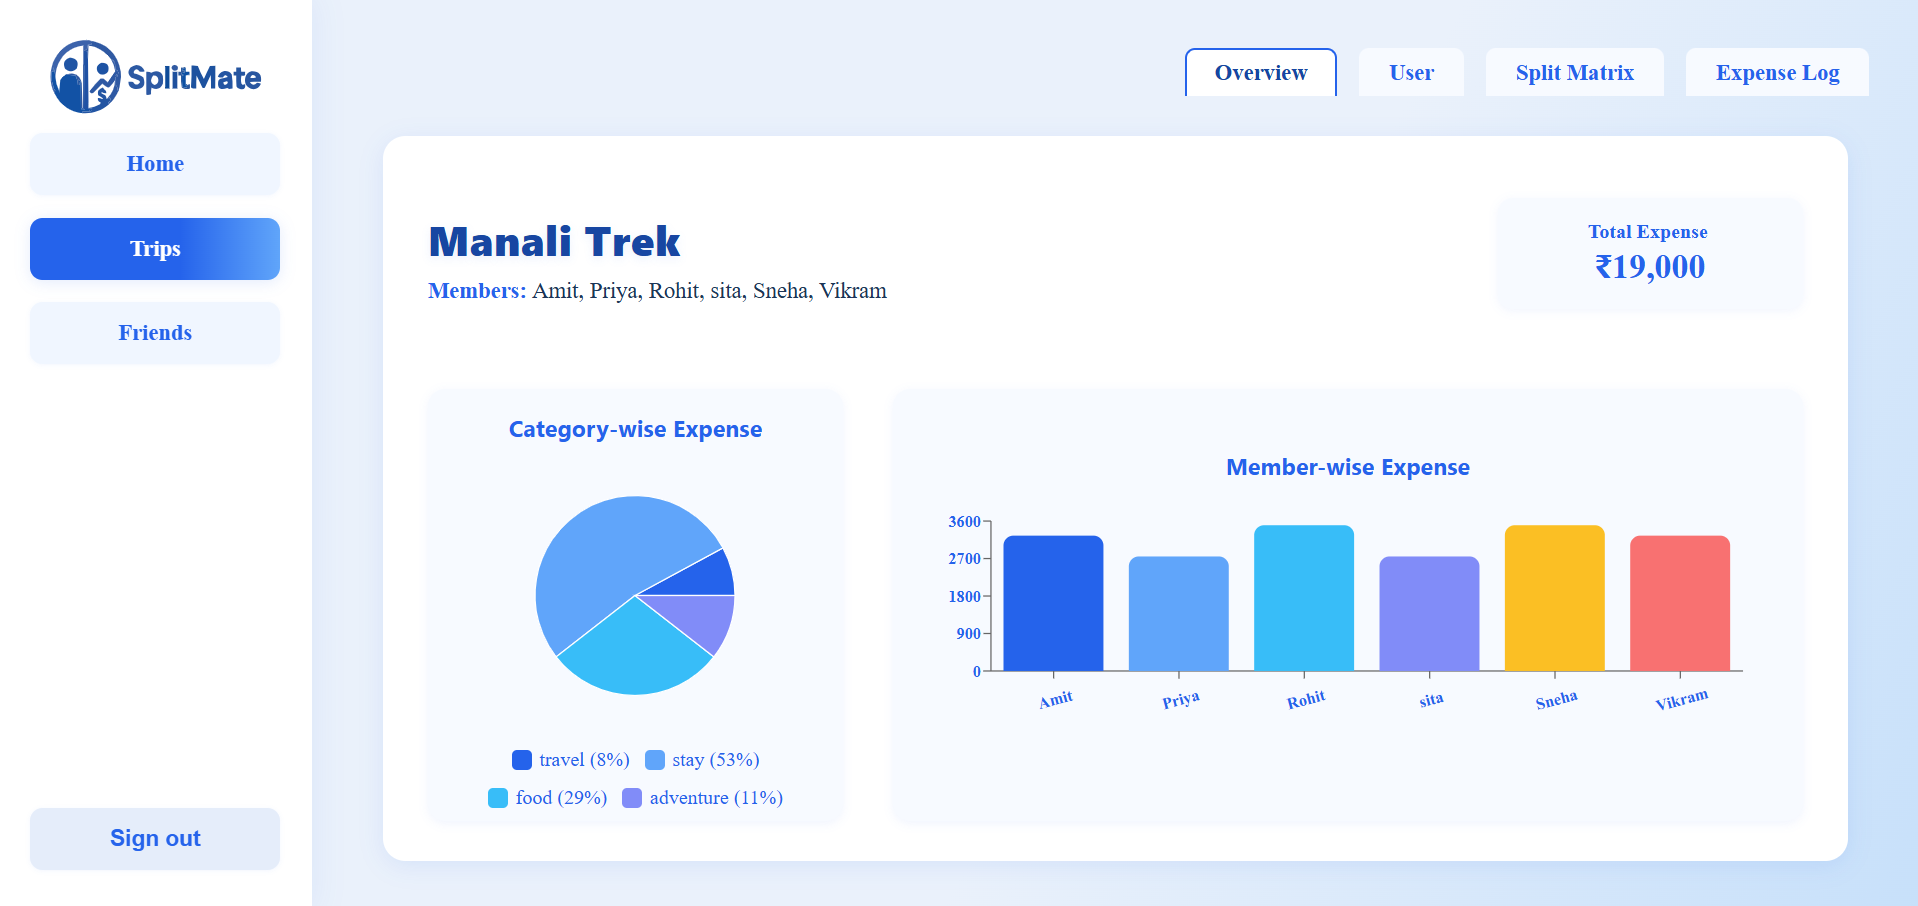 SplitMate
Home
Trips
Friends
Sign out
Overview
User
Split Matrix
Expense Log
Manali Trek
Members: Amit, Priya, Rohit, sita, Sneha, Vikram
Total Expense
₹19,000
Category-wise Expense
travel (8%) stay (53%)
food (29%) adventure (11%)
Member-wise Expense
3600
2700
1800
900
0
Amit Priya Rohit sita Sneha Vikram